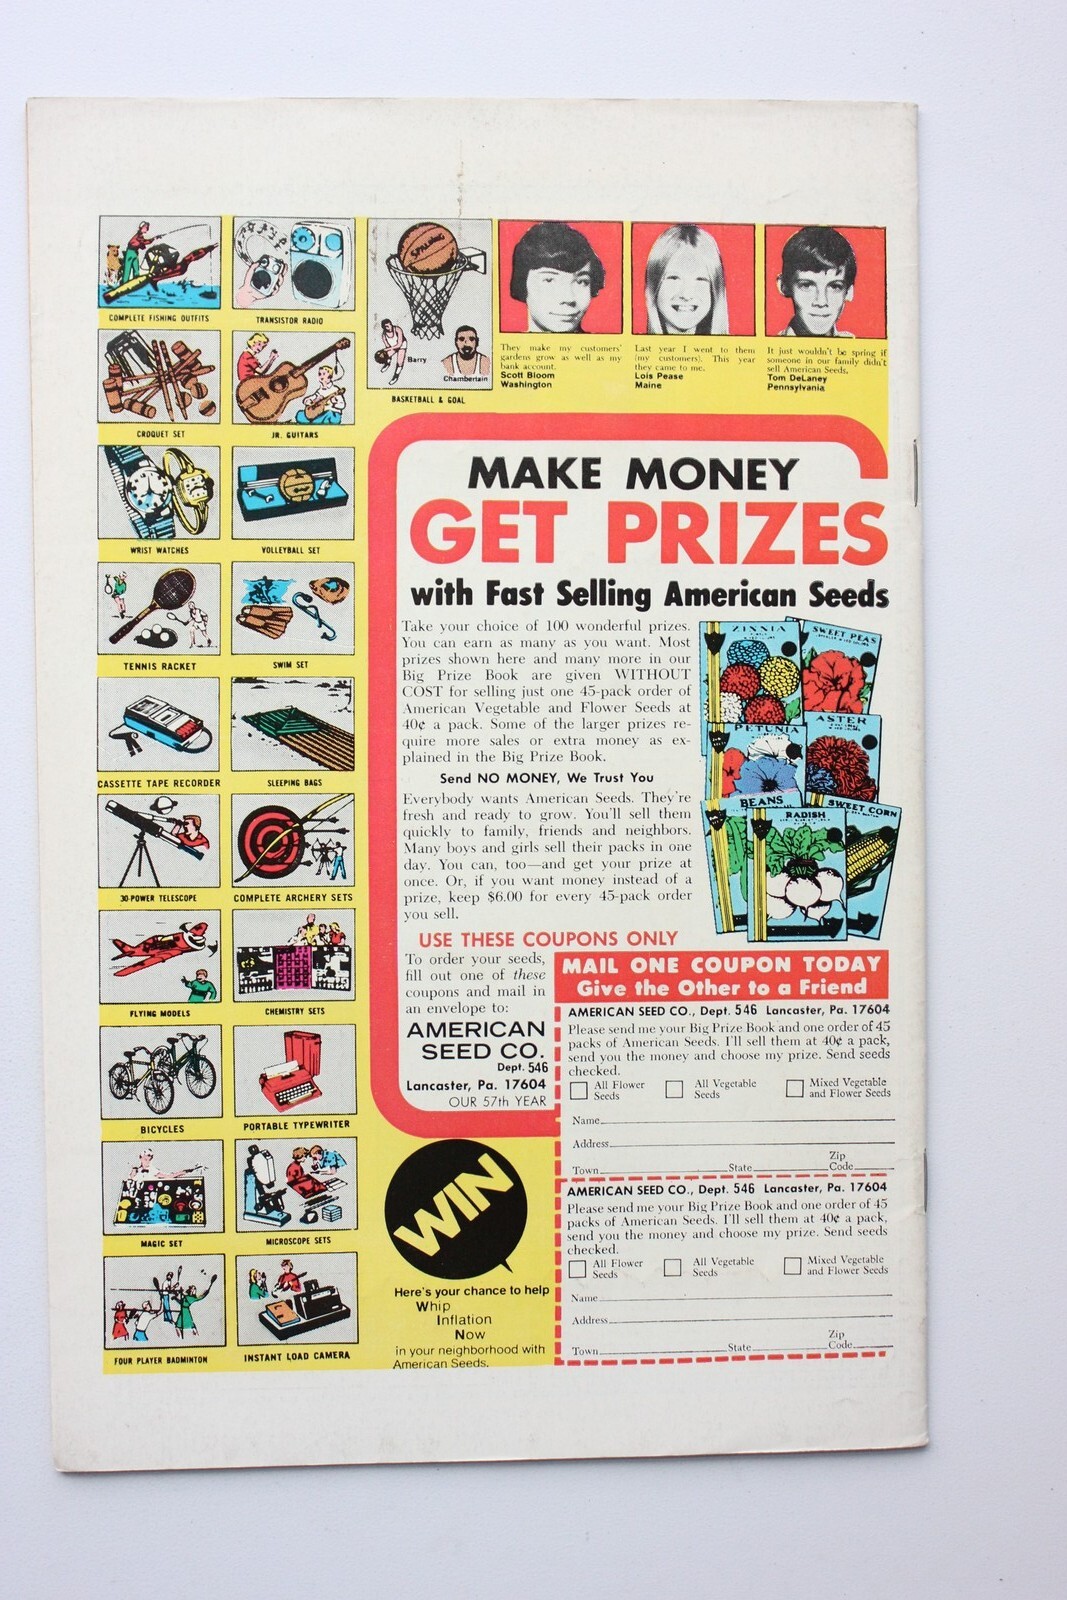 COMPLETE FISHING OUTFITS
TRANSISTOR RADIO
SPALDING
Barry
Chamberlain
BASKETBALL & GOAL
CROQUET SET
JR. GUITARS
WRIST WATCHES
VOLLEYBALL SET
TENNIS RACKET
SWIM SET
CASSETTE TAPE RECORDER
SLEEPING BAGS
30-POWER TELESCOPE
COMPLETE ARCHERY SETS
FLYING MODELS
CHEMISTRY SETS
BICYCLES
PORTABLE TYPEWRITER
MAGIC SET
MICROSCOPE SETS
FOUR PLAYER BADMINTON
INSTANT LOAD CAMERA
They make my customers'
gardens grow as well as my
bank account.
Scott Bloom
Washington
Last year I went to them
(my customers). This year
they came to me.
Lois Pease
Maine
It just wouldn't be spring if
someone in our family didn't
sell American Seeds.
Tom DeLaney
Pennsylvania
MAKE MONEY
GET PRIZES
with Fast Selling American Seeds
Take your choice of 100 wonderful prizes.
You can earn as many as you want. Most
prizes shown here and many more in our
Big Prize Book are given WITHOUT
COST for selling just one 45-pack order of
American Vegetable and Flower Seeds at
40¢ a pack. Some of the larger prizes re-
quire more sales or extra money as ex-
plained in the Big Prize Book.
Send NO MONEY, We Trust You
Everybody wants American Seeds. They're
fresh and ready to grow. You'll sell them
quickly to family, friends and neighbors.
Many boys and girls sell their packs in one
day. You can, too—and get your prize at
once. Or, if you want money instead of a
prize, keep $6.00 for every 45-pack order
you sell.
ZINNIA
SWEET PEAS
PETUNIA
ASTER
BEANS
RADISH
SWEET CORN
USE THESE COUPONS ONLY
To order your seeds,
fill out one of these
coupons and mail in
an envelope to:
AMERICAN
SEED CO.
Dept. 546
Lancaster, Pa. 17604
OUR 57th YEAR
MAIL ONE COUPON TODAY
Give the Other to a Friend
AMERICAN SEED CO., Dept. 546 Lancaster, Pa. 17604
Please send me your Big Prize Book and one order of 45
packs of American Seeds. I'll sell them at 40¢ a pack,
send you the money and choose my prize. Send seeds
checked.
All Flower Seeds
All Vegetable Seeds
Mixed Vegetable and Flower Seeds
Name
Address
Town State Zip Code
AMERICAN SEED CO., Dept. 546 Lancaster, Pa. 17604
Please send me your Big Prize Book and one order of 45
packs of American Seeds. I'll sell them at 40¢ a pack,
send you the money and choose my prize. Send seeds
checked.
All Flower Seeds
All Vegetable Seeds
Mixed Vegetable and Flower Seeds
Name
Address
Town State Zip Code
WIN
Here's your chance to help
Whip
Inflation
Now
in your neighborhood with
American Seeds.